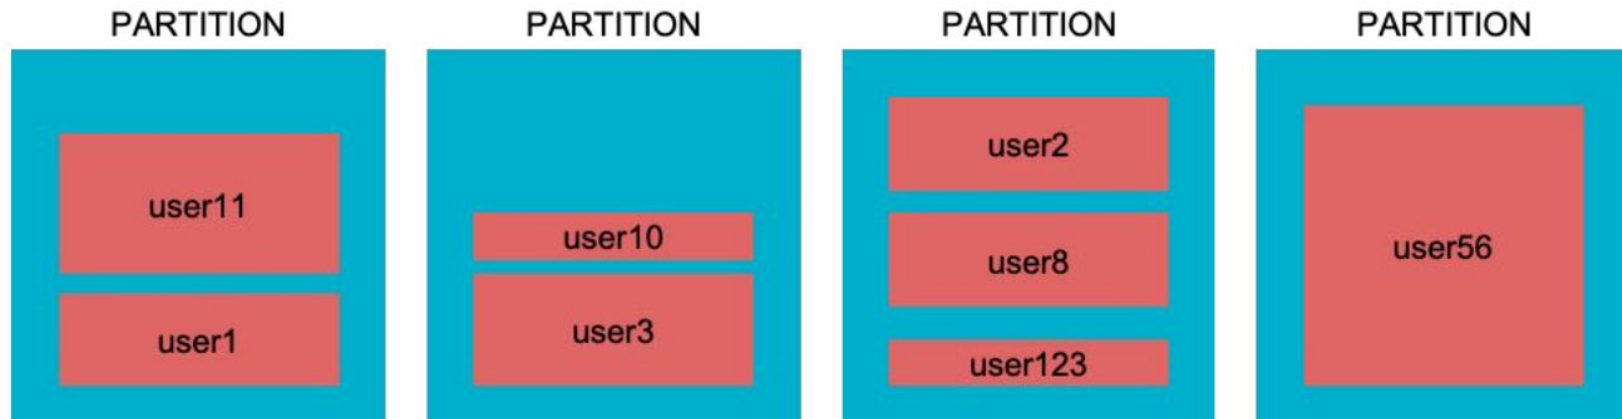 PARTITION PARTITION PARTITION PARTITION
user11
user1
user10
user3
user2
user8
user123
user56